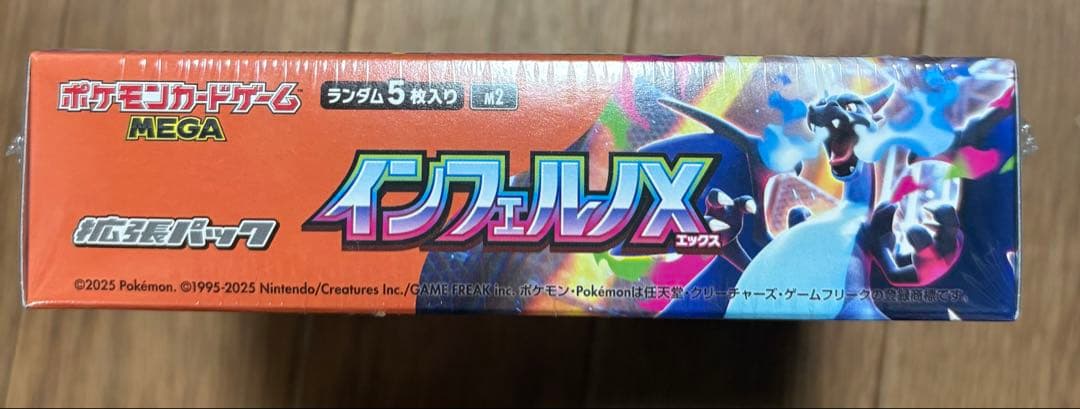 ポケモンカードゲーム
MEGA
ランダム5枚入り
M2
インフェルノX
エックス
拡張パック
©2025 Pokémon. ©1995-2025 Nintendo/Creatures Inc./GAME FREAK inc. ポケモン・Pokémonは任天堂・クリーチャーズ・ゲームフリークの登録商標です。